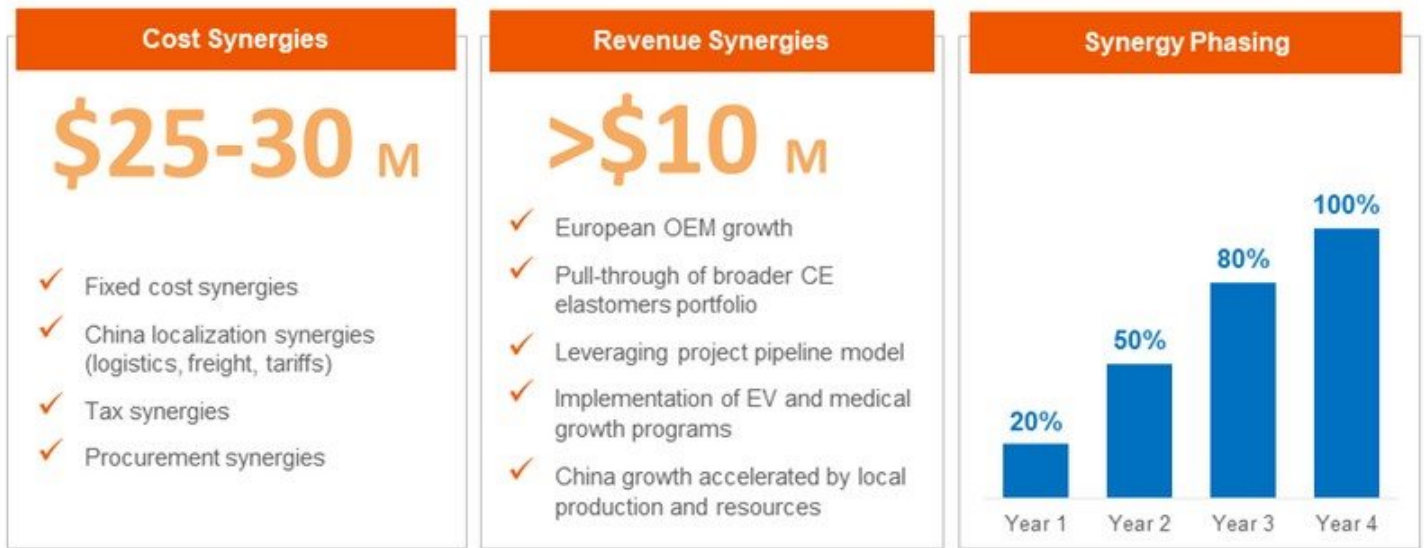 Cost Synergies
$25-30 M
Fixed cost synergies
China localization synergies
(logistics, freight, tariffs)
Tax synergies
Procurement synergies
Revenue Synergies
>$10 M
European OEM growth
Pull-through of broader CE
elastomers portfolio
Leveraging project pipeline model
Implementation of EV and medical
growth programs
China growth accelerated by local
production and resources
Synergy Phasing
20%
50%
80%
100%
Year 1
Year 2
Year 3
Year 4